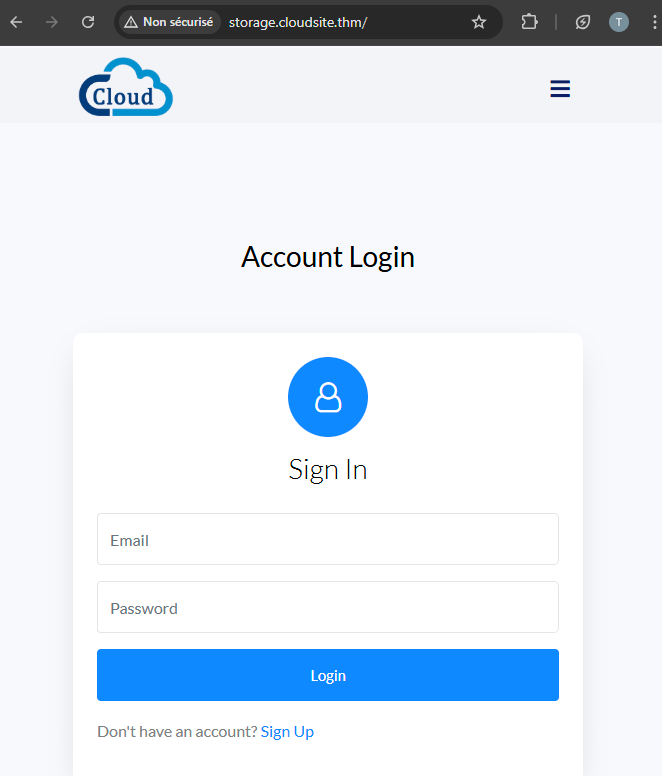 Non sécurisé storage.cloudsite.thm/ T
Cloud
Account Login
Sign In
Email
Password
Login
Don't have an account? Sign Up